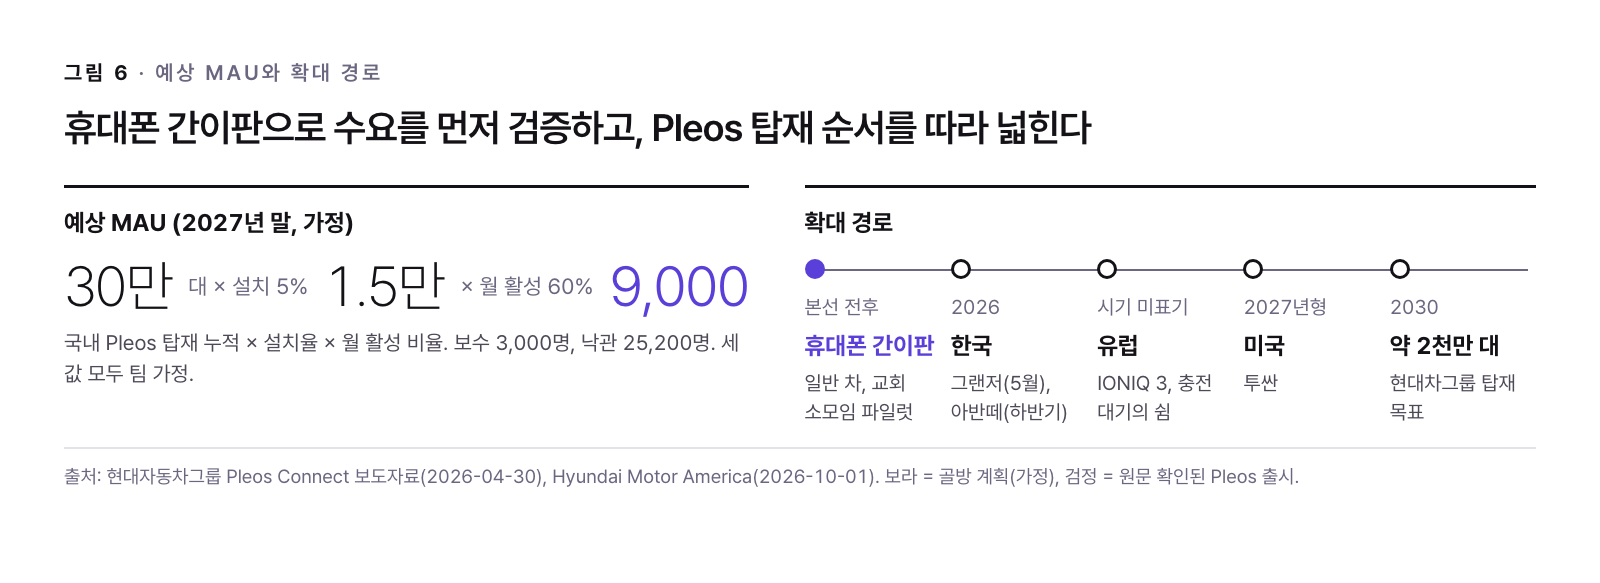 그림 6 · 예상 MAU와 확대 경로
휴대폰 간이판으로 수요를 먼저 검증하고, Pleos 탑재 순서를 따라 넓힌다
예상 MAU (2027년 말, 가정)
30만 대 × 설치 5% 1.5만 × 월 활성 60% 9,000
국내 Pleos 탑재 누적 × 설치율 × 월 활성 비율. 보수 3,000명, 낙관 25,200명. 세
값 모두 팀 가정.
확대 경로
본선 전후
휴대폰 간이판
일반 차, 교회
소모임 파일럿
2026
한국
그랜저(5월),
아반떼(하반기)
시기 미표기
유럽
IONIQ 3, 충전
대기의 쉼
2027년형
미국
투싼
2030
약 2천만 대
현대차그룹 탑재
목표
출처: 현대자동차그룹 Pleos Connect 보도자료(2026-04-30), Hyundai Motor America(2026-10-01). 보라 = 골방 계획(가정), 검정 = 원문 확인된 Pleos 출시.